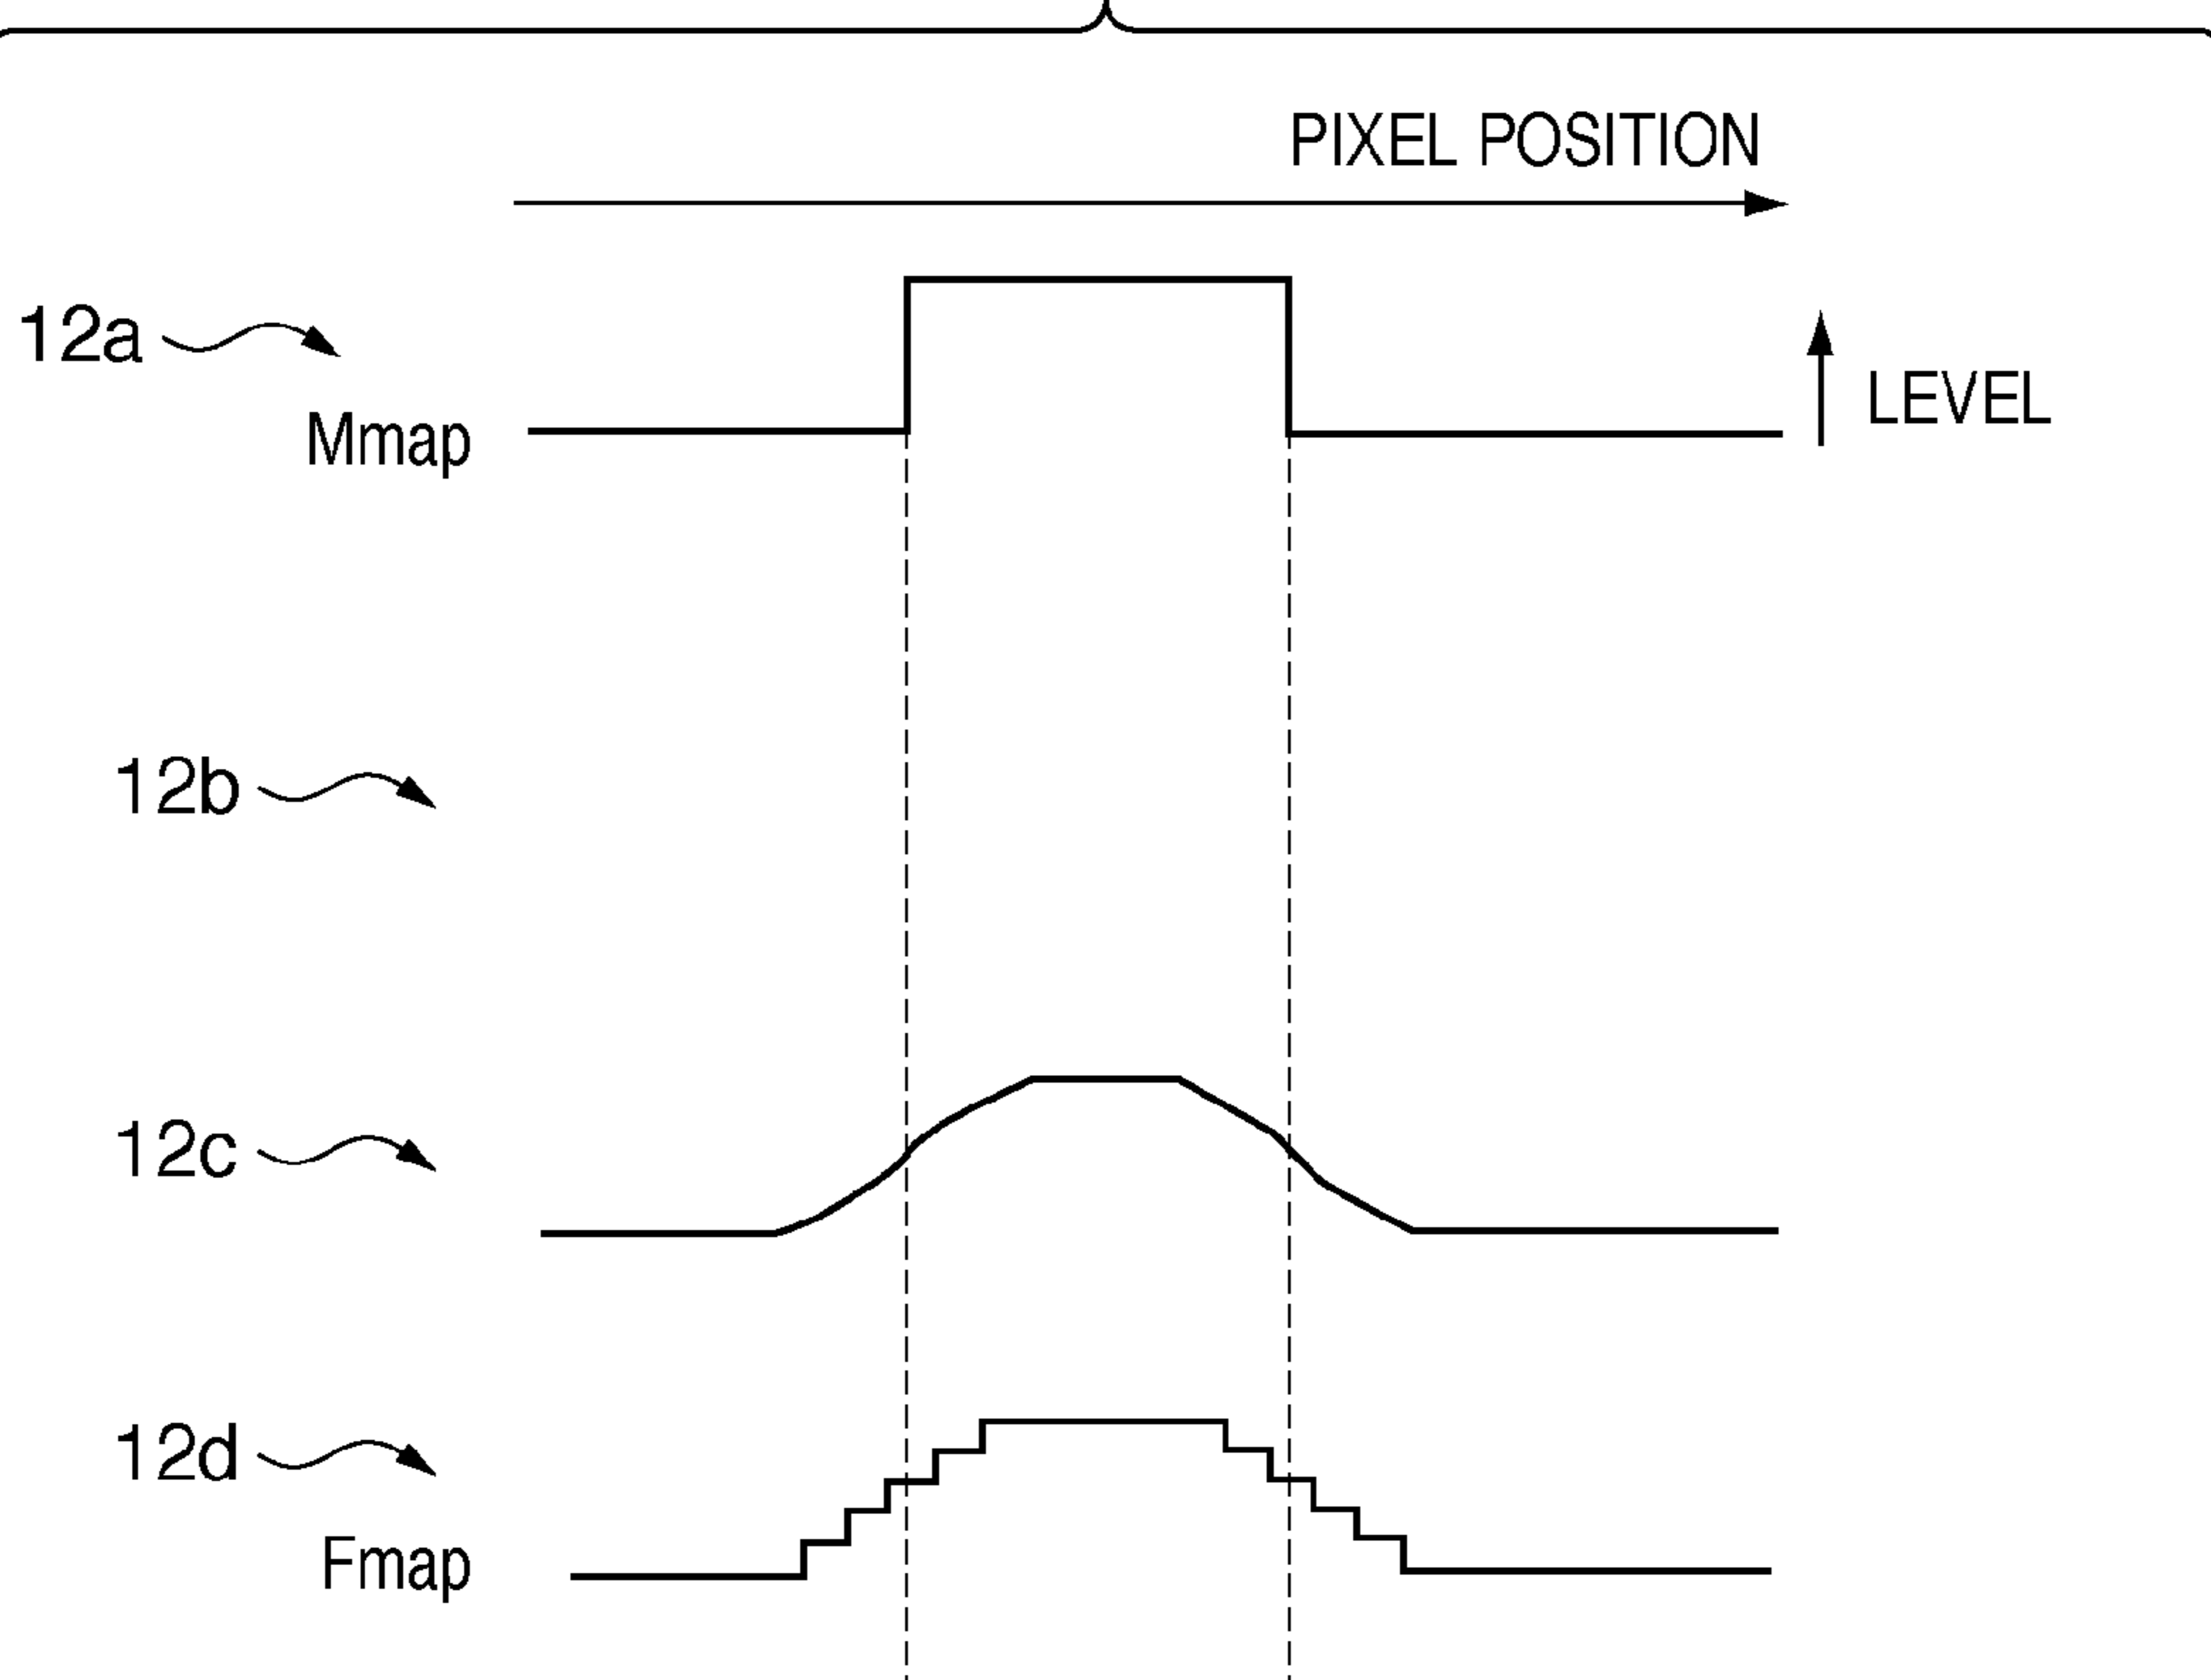 PIXEL POSITION
12a
LEVEL
Mmap
12b
12c
12d
Fmap